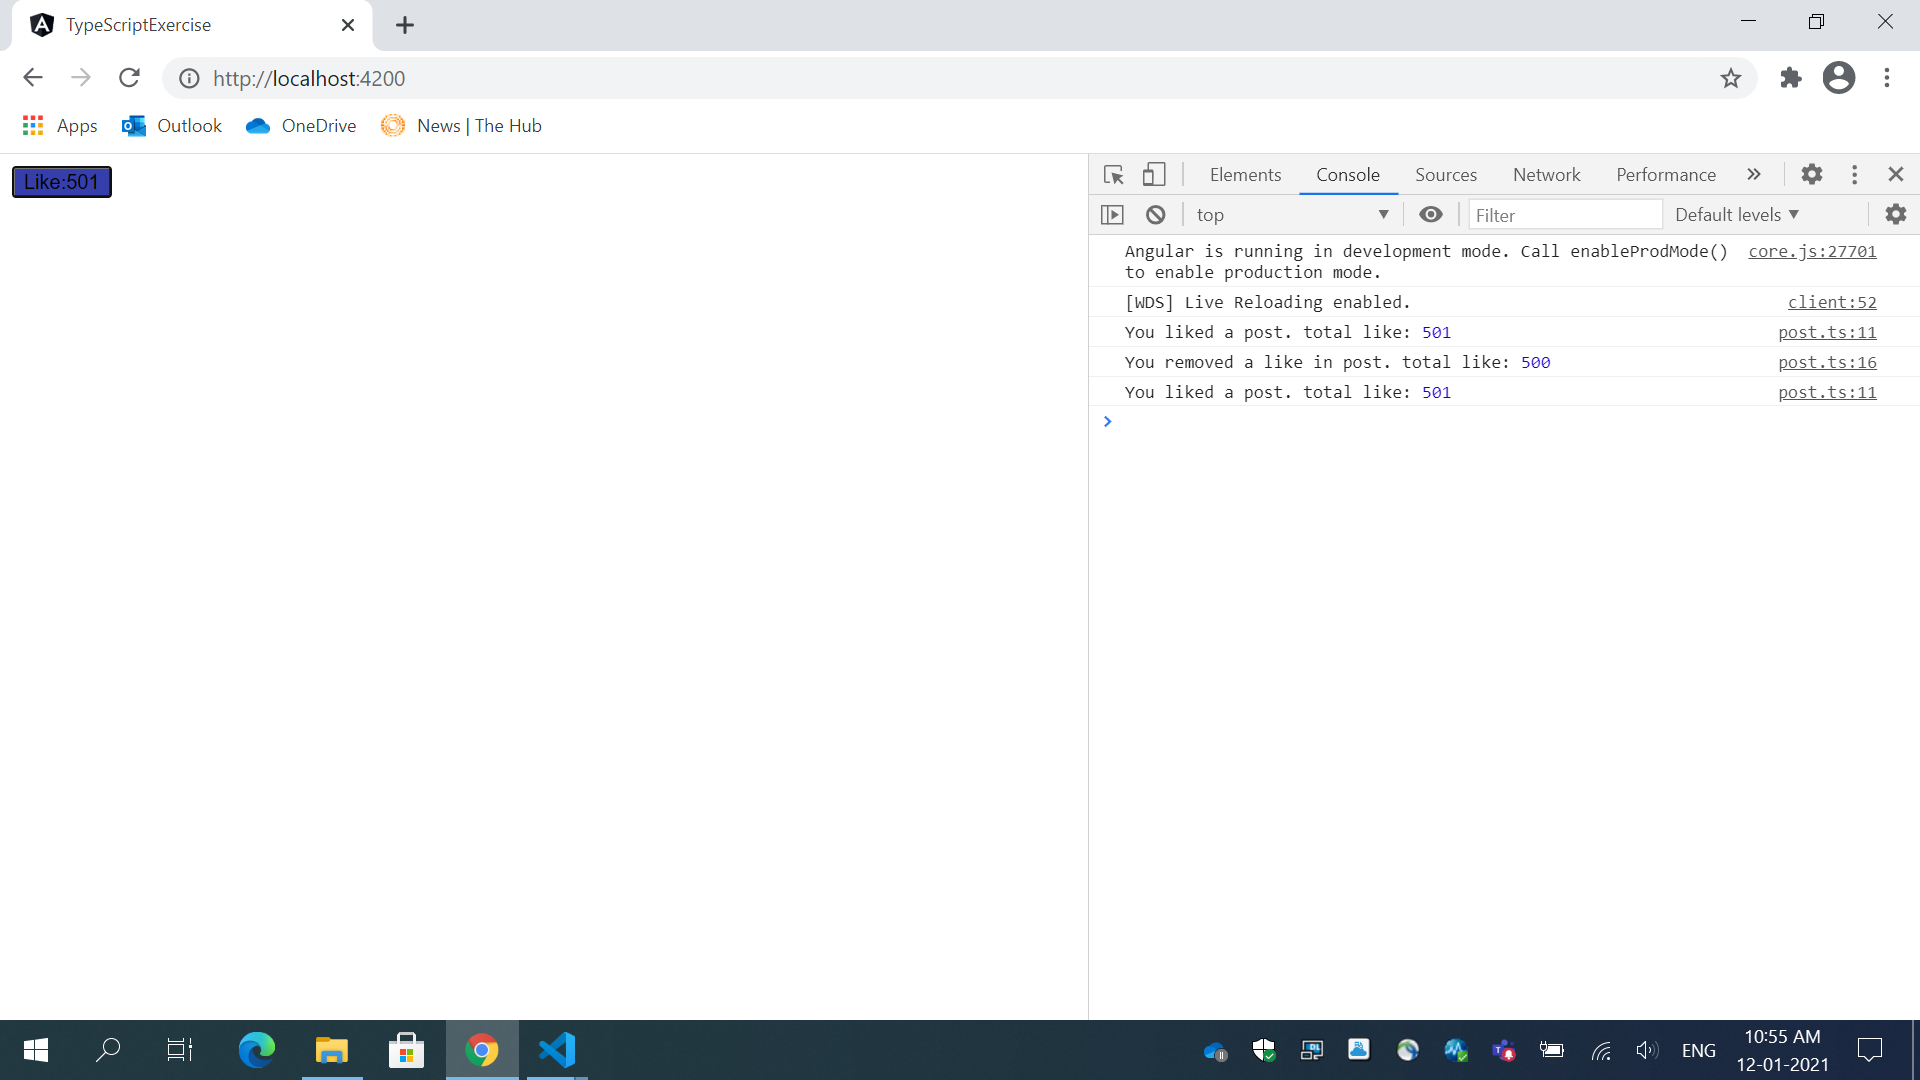 TypeScriptExercise
http://localhost:4200
Apps Outlook OneDrive News | The Hub
Like:501
Elements Console Sources Network Performance
top Filter Default levels
Angular is running in development mode. Call enableProdMode() core.js:27701
to enable production mode.
[WDS] Live Reloading enabled. client:52
You liked a post. total like: 501 post.ts:11
You removed a like in post. total like: 500 post.ts:16
You liked a post. total like: 501 post.ts:11
ENG
10:55 AM
12-01-2021